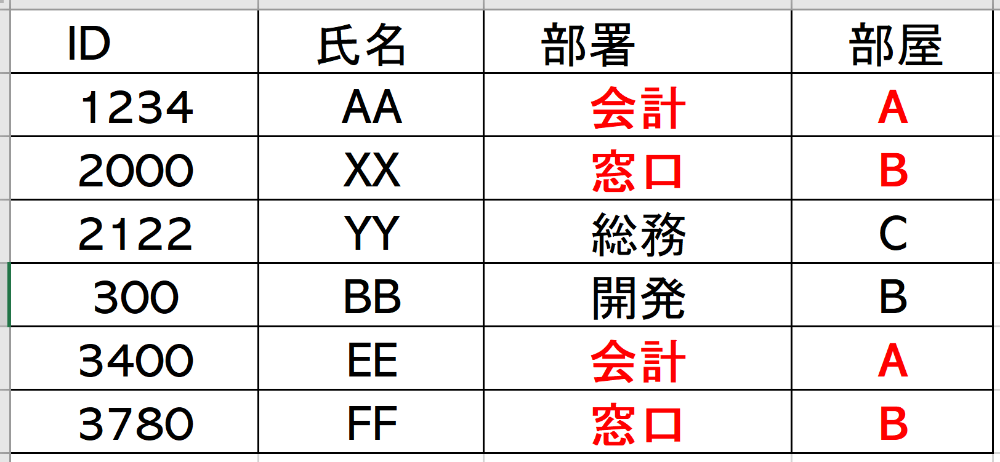 ID 氏名 部署 部屋
1234 AA 会計 A
2000 XX 窓口 B
2122 YY 総務 C
300 BB 開発 B
3400 EE 会計 A
3780 FF 窓口 B